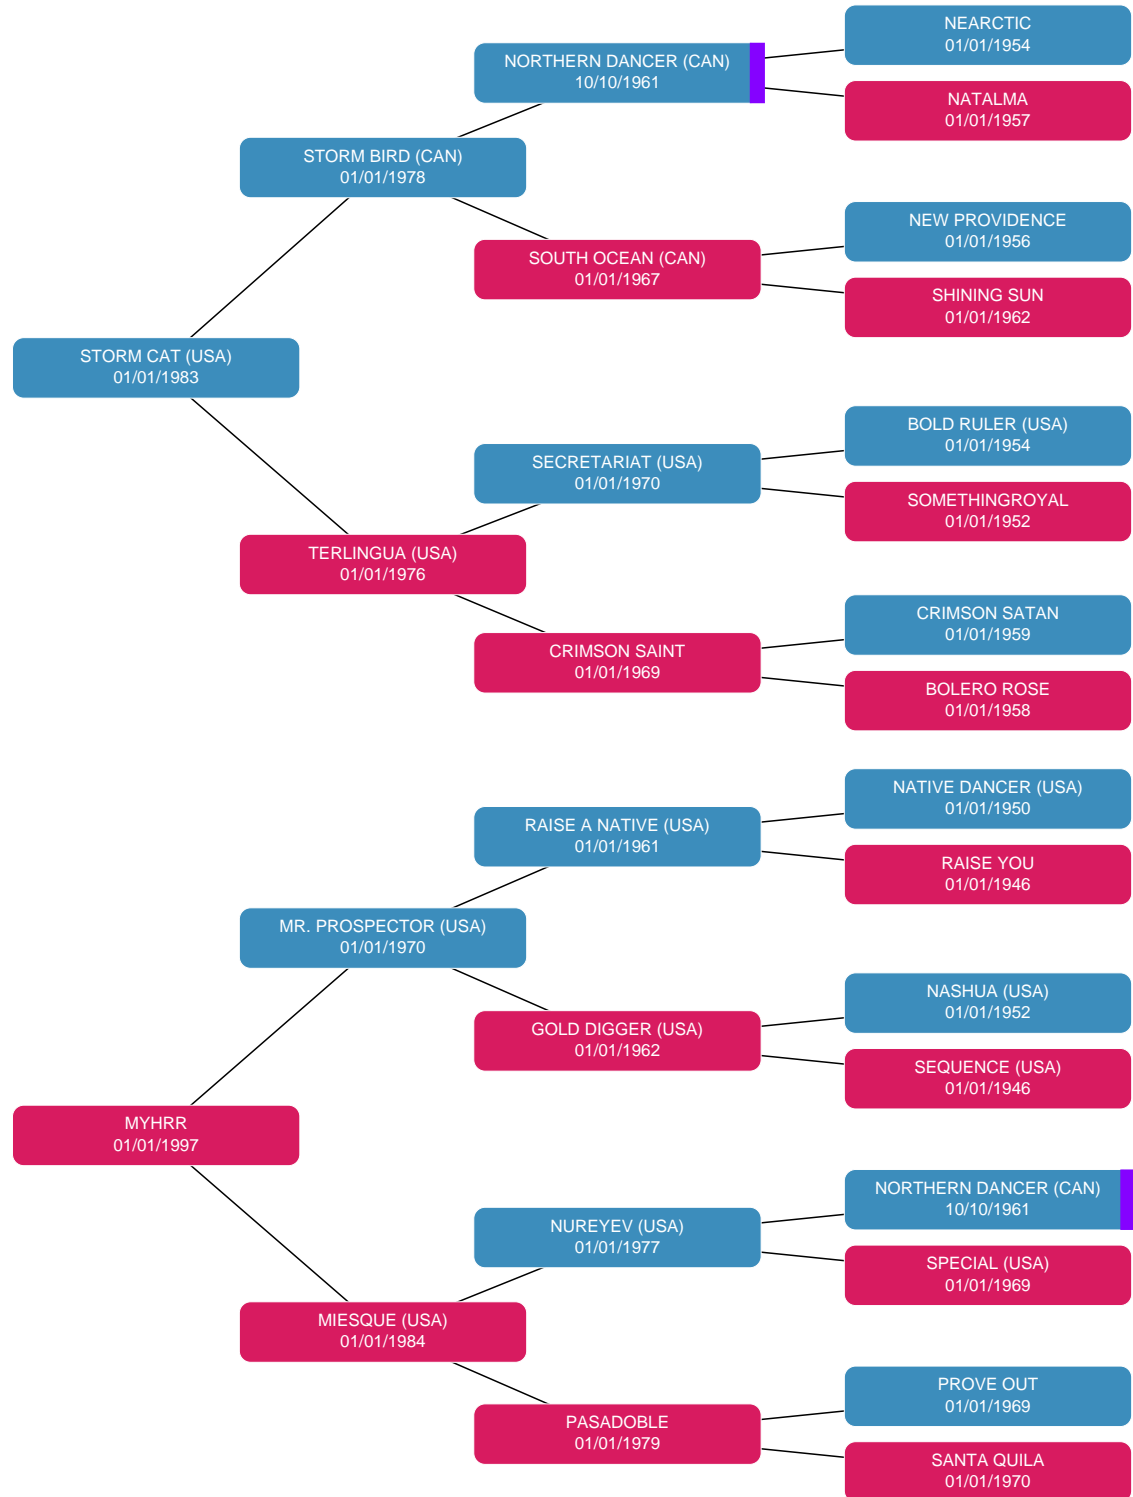 NEARCTIC
01/01/1954
NORTHERN DANCER (CAN)
10/10/1961
NATALMA
01/01/1957
STORM BIRD (CAN)
01/01/1978
NEW PROVIDENCE
01/01/1956
SOUTH OCEAN (CAN)
01/01/1967
SHINING SUN
01/01/1962
STORM CAT (USA)
01/01/1983
BOLD RULER (USA)
01/01/1954
SECRETARIAT (USA)
01/01/1970
SOMETHINGROYAL
01/01/1952
TERLINGUA (USA)
01/01/1976
CRIMSON SATAN
01/01/1959
CRIMSON SAINT
01/01/1969
BOLERO ROSE
01/01/1958
NATIVE DANCER (USA)
01/01/1950
RAISE A NATIVE (USA)
01/01/1961
RAISE YOU
01/01/1946
MR. PROSPECTOR (USA)
01/01/1970
NASHUA (USA)
01/01/1952
GOLD DIGGER (USA)
01/01/1962
SEQUENCE (USA)
01/01/1946
MYHRR
01/01/1997
NORTHERN DANCER (CAN)
10/10/1961
NUREYEV (USA)
01/01/1977
SPECIAL (USA)
01/01/1969
MIESQUE (USA)
01/01/1984
PROVE OUT
01/01/1969
PASADOBLE
01/01/1979
SANTA QUILA
01/01/1970